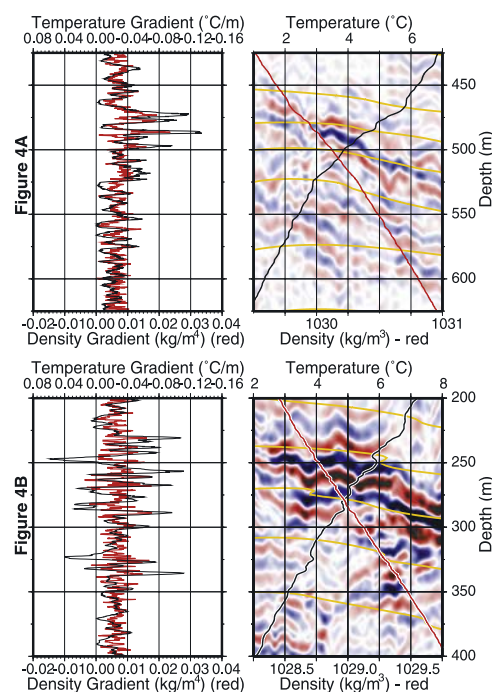 Temperature Gradient (˚C/m)
0.08 0.04 0.00 -0.04 -0.08 -0.12 -0.16
Figure 4A
-0.02 -0.01 0.00 0.01 0.02 0.03 0.04
Density Gradient (kg/m⁴) (red)
Temperature (˚C)
2 3 4 5 6
450
500
550
600
Depth (m)
1030 1031
Density (kg/m³) - red
Temperature Gradient (˚C/m)
0.08 0.04 0.00 -0.04 -0.08 -0.12 -0.16
Figure 4B
-0.02 -0.01 0.00 0.01 0.02 0.03 0.04
Density Gradient (kg/m⁴) (red)
Temperature (˚C)
2 3 4 5 6 7 8
200
250
300
350
400
Depth (m)
1028.5 1029.0 1029.5
Density (kg/m³) - red